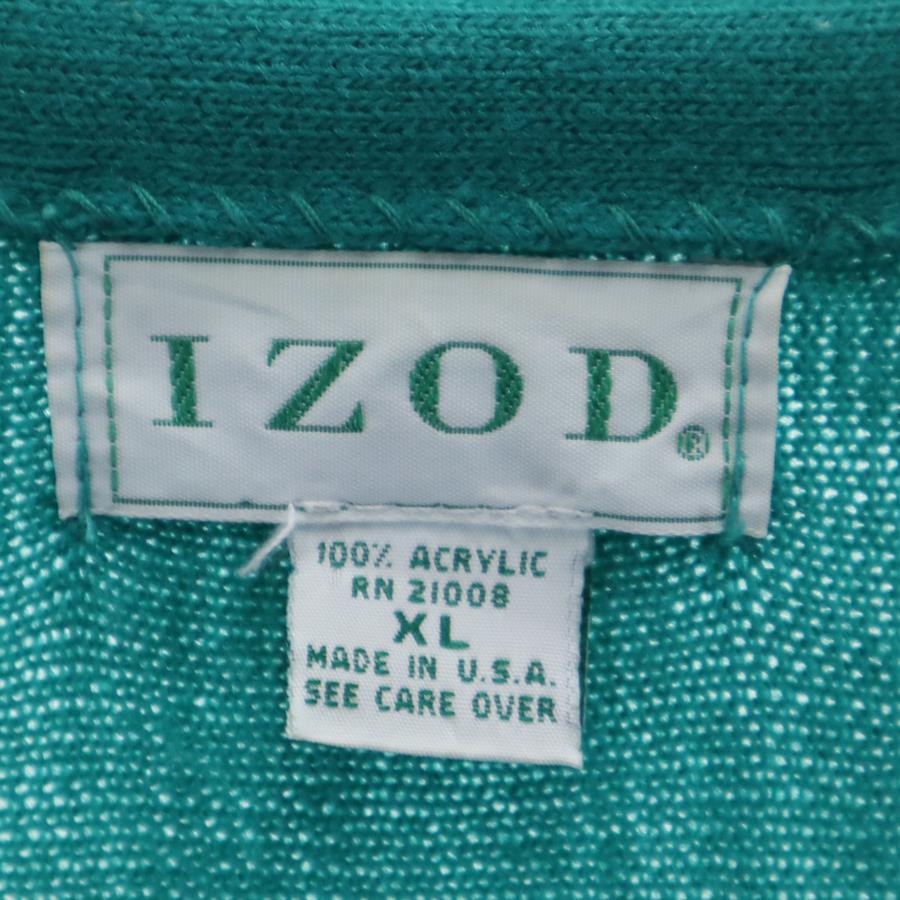 IZOD®
100% ACRYLIC
RN 21008
XL
MADE IN U.S.A.
SEE CARE OVER